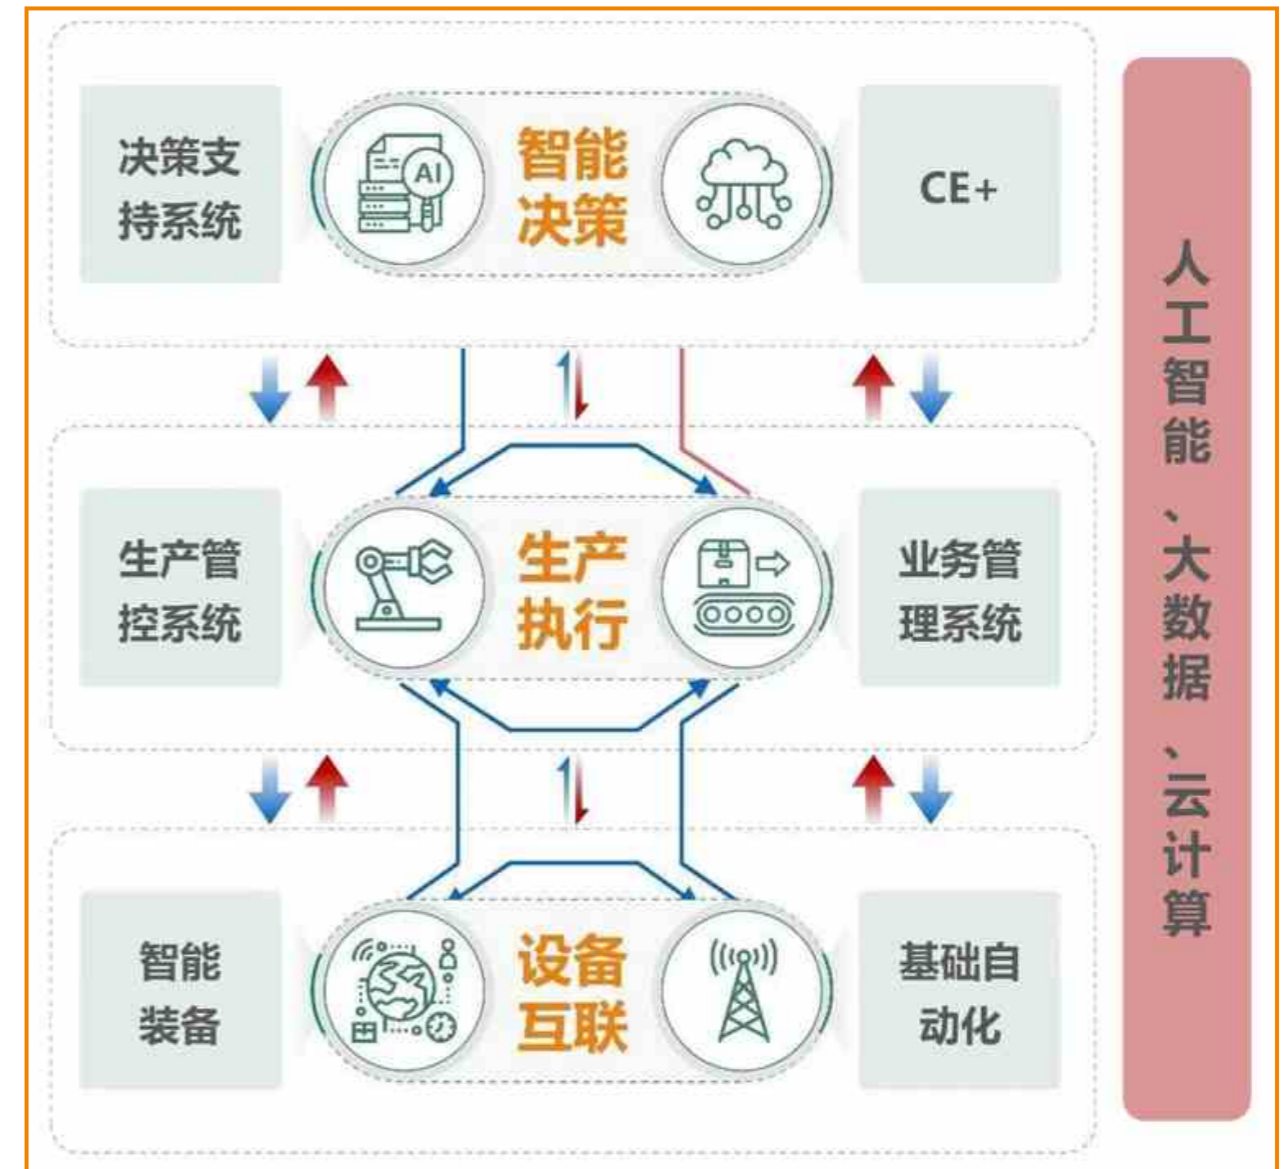 决策支
持系统
AI
智能
决策
CE+
生产管
控系统
生产
执行
业务管
理系统
智能
装备
设备
互联
基础自
动化
人工智能、大数据、云计算